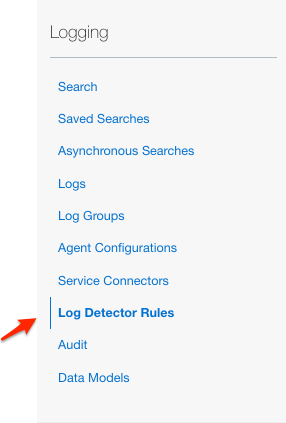 Logging
Search
Saved Searches
Asynchronous Searches
Logs
Log Groups
Agent Configurations
Service Connectors
Log Detector Rules
Audit
Data Models